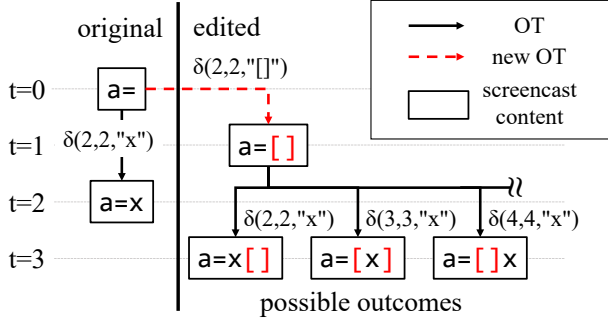 original edited
OT
new OT
screencast
content
t=0 a= δ(2,2,"[]")
δ(2,2,"x")
t=1 a=[]
t=2 a=x
δ(2,2,"x") δ(3,3,"x") δ(4,4,"x")
t=3 a=x[] a=[x] a=[]x
possible outcomes